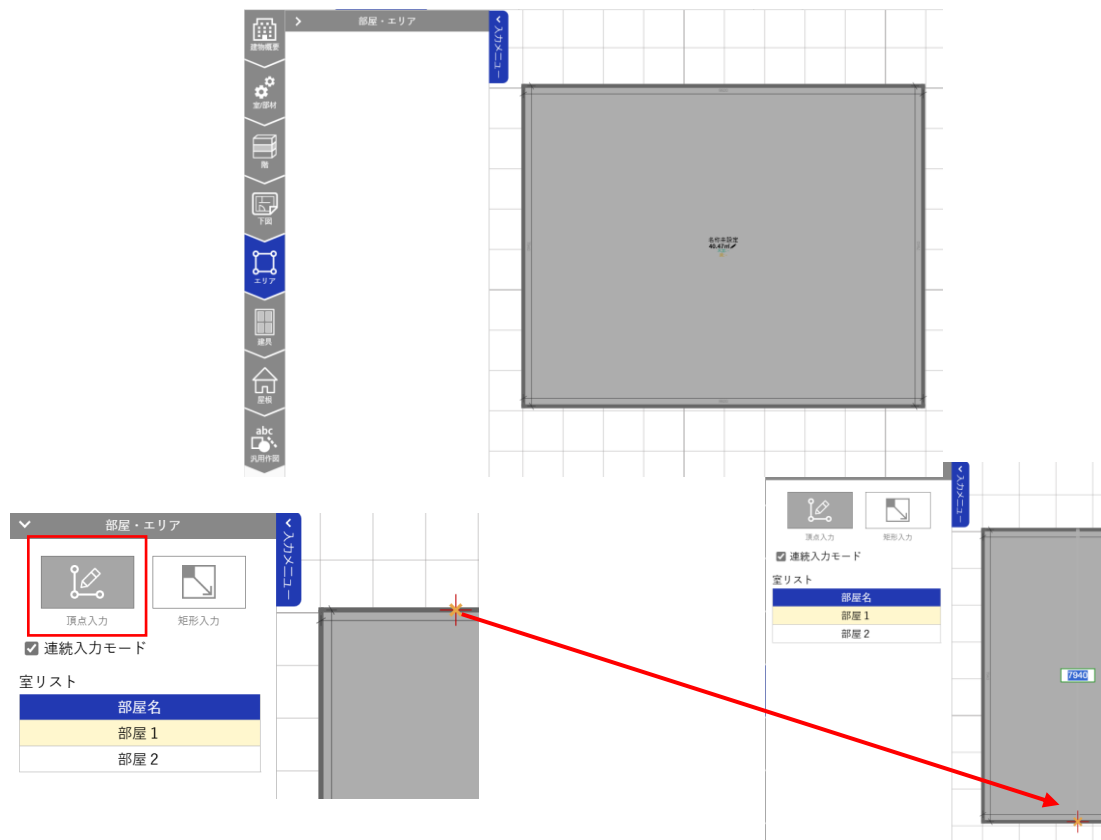 建物概要
室/部材
階
下図
エリア
建具
屋根
abc
汎用作図
部屋・エリア
入力メニュー
名称未設定
部屋・エリア
頂点入力
矩形入力
連続入力モード
室リスト
部屋名
部屋1
部屋2
入力メニュー
頂点入力
矩形入力
連続入力モード
室リスト
部屋名
部屋1
部屋2
入力メニュー
7940